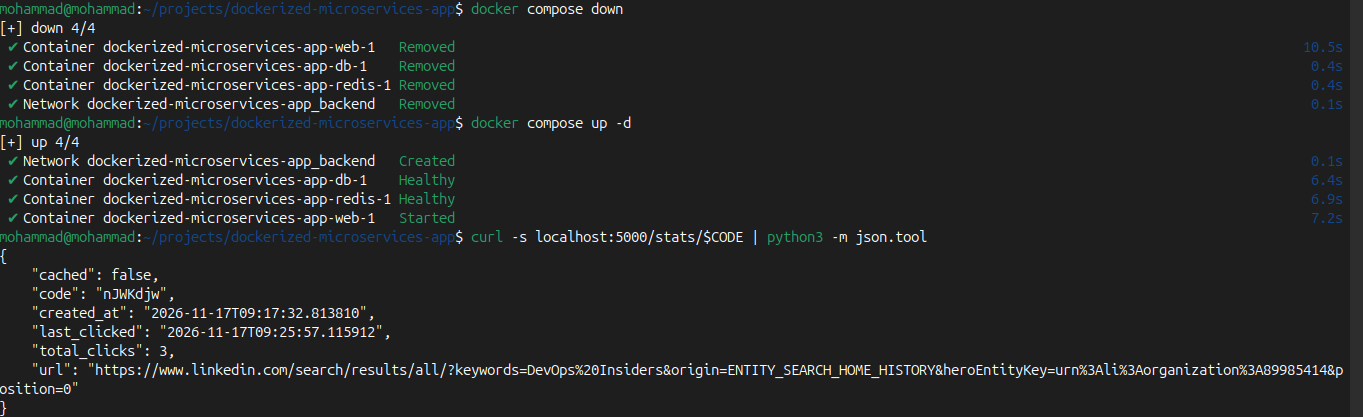 mohammad@mohammad:~/projects/dockerized-microservices-app$ docker compose down
[+] down 4/4
✔ Container dockerized-microservices-app-web-1 Removed 10.5s
✔ Container dockerized-microservices-app-db-1 Removed 0.4s
✔ Container dockerized-microservices-app-redis-1 Removed 0.4s
✔ Network dockerized-microservices-app_backend Removed 0.1s
mohammad@mohammad:~/projects/dockerized-microservices-app$ docker compose up -d
[+] up 4/4
✔ Network dockerized-microservices-app_backend Created 0.1s
✔ Container dockerized-microservices-app-db-1 Healthy 6.4s
✔ Container dockerized-microservices-app-redis-1 Healthy 6.9s
✔ Container dockerized-microservices-app-web-1 Started 7.2s
mohammad@mohammad:~/projects/dockerized-microservices-app$ curl -s localhost:5000/stats/$CODE | python3 -m json.tool
{
    "cached": false,
    "code": "nJWKdjw",
    "created_at": "2026-11-17T09:17:32.813810",
    "last_clicked": "2026-11-17T09:25:57.115912",
    "total_clicks": 3,
    "url": "https://www.linkedin.com/search/results/all/?keywords=DevOps%20Insiders&origin=ENTITY_SEARCH_HOME_HISTORY&heroEntityKey=urn%3Ali%3Aorganization%3A89985414&p
osition=0"
}